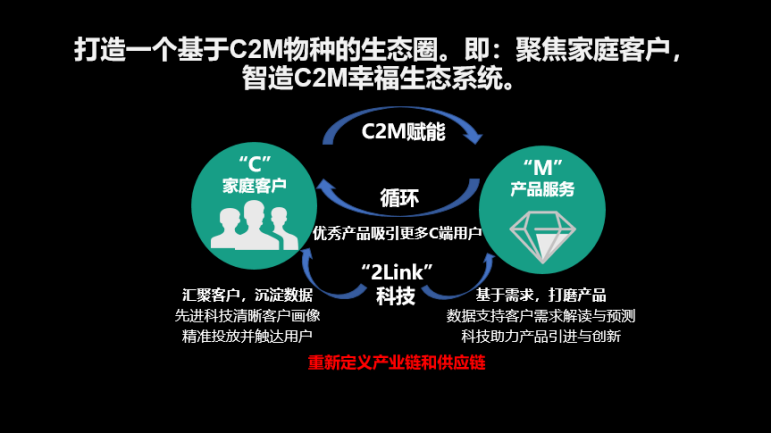 打造一个基于C2M物种的生态圈。即：聚焦家庭客户，
智造C2M幸福生态系统。
C2M赋能
“C”
家庭客户
“M”
产品服务
循环
优秀产品吸引更多C端用户
“2Link”
科技
汇聚客户，沉淀数据
先进科技清晰客户画像
精准投放并触达用户
基于需求，打磨产品
数据支持客户需求解读与预测
科技助力产品引进与创新
重新定义产业链和供应链